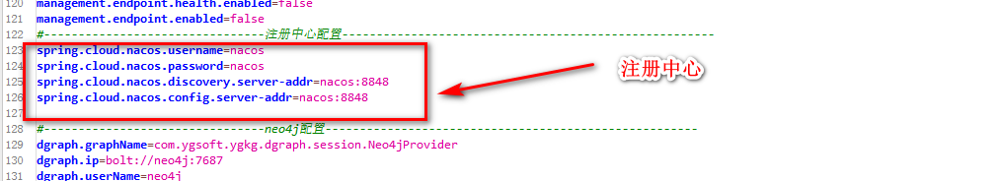 120 management.endpoint.health.enabled=false
121 management.endpoint.enabled=false
122 #----------------------------注册中心配置-----------------------------------------------
123 spring.cloud.nacos.username=nacos
124 spring.cloud.nacos.password=nacos
125 spring.cloud.nacos.discovery.server-addr=nacos:8848
126 spring.cloud.nacos.config.server-addr=nacos:8848
注册中心
127
128 #----------------------------neo4j配置-----------------------------------------------
129 dgraph.graphName=com.ygsoft.ygkg.dgraph.session.Neo4jProvider
130 dgraph.ip=bolt://neo4j:7687
131 dgraph.userName=neo4j